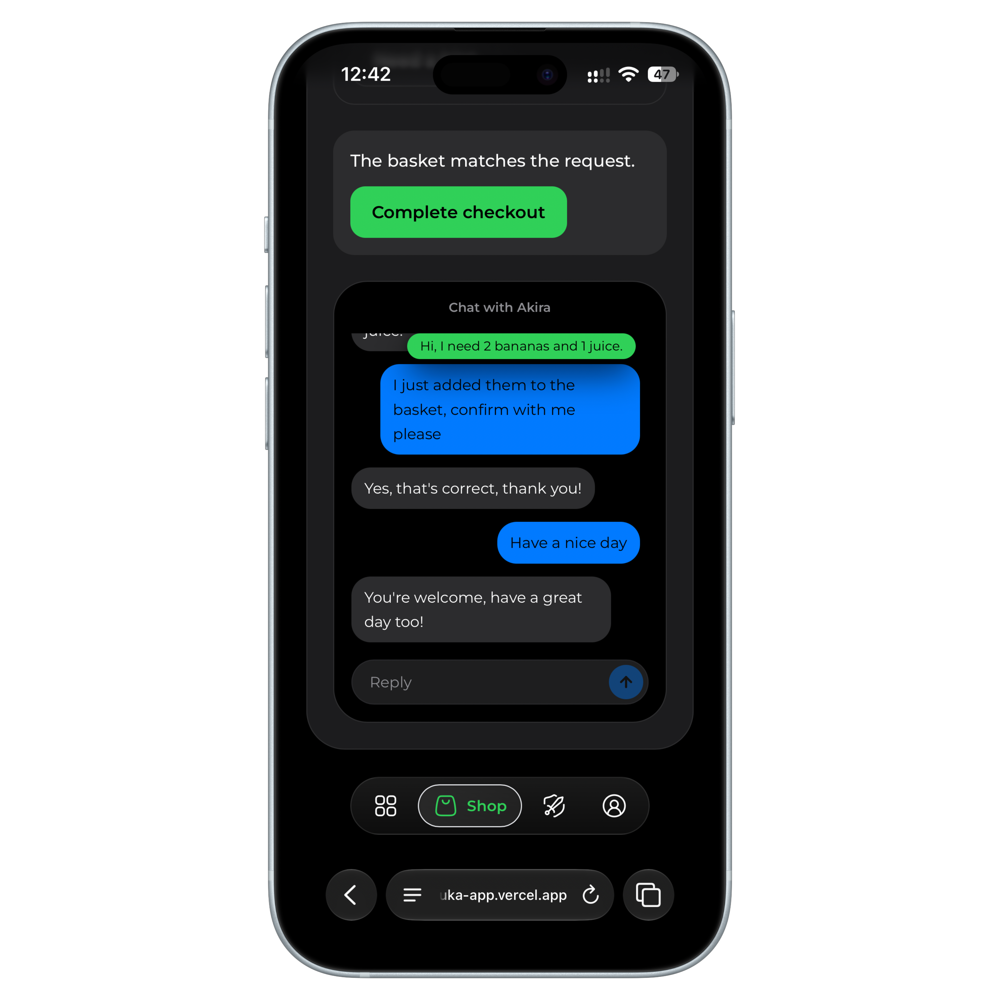 12:42
47
The basket matches the request.
Complete checkout
Chat with Akira
juice.
Hi, I need 2 bananas and 1 juice.
I just added them to the
basket, confirm with me
please
Yes, that's correct, thank you!
Have a nice day
You're welcome, have a great
day too!
Reply
Shop
uka-app.vercel.app